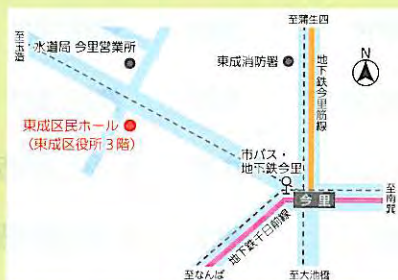 至蒲生四
至玉造
水道局 今里営業所
東成消防署
地下鉄今里筋線
N
東成区民ホール
（東成区役所３階）
市バス・
地下鉄今里
今里
至南巽
地下鉄千日前線
至なんば
至大池橋